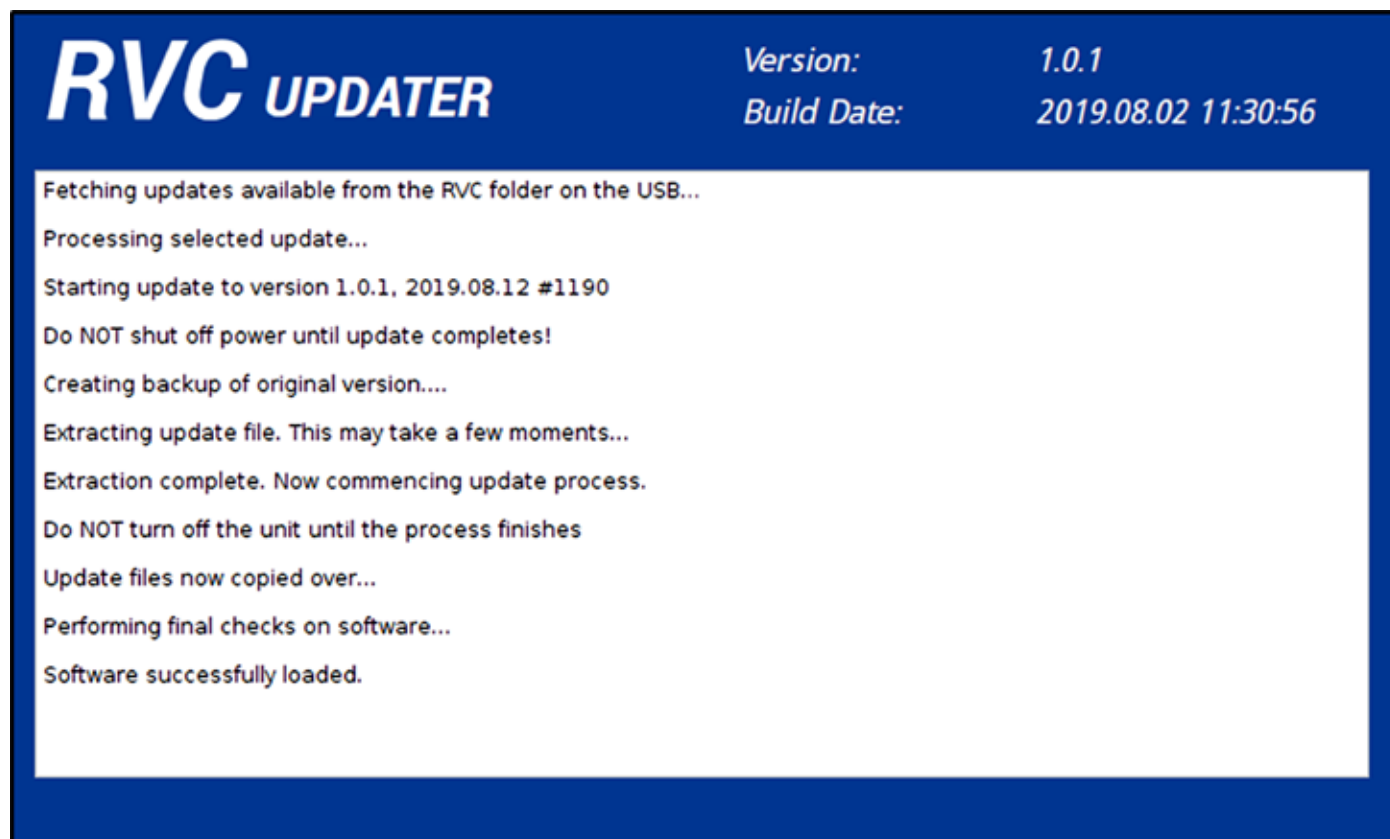 RVC UPDATER
Version: 1.0.1
Build Date: 2019.08.02 11:30:56
Fetching updates available from the RVC folder on the USB...
Processing selected update...
Starting update to version 1.0.1, 2019.08.12 #1190
Do NOT shut off power until update completes!
Creating backup of original version....
Extracting update file. This may take a few moments...
Extraction complete. Now commencing update process.
Do NOT turn off the unit until the process finishes
Update files now copied over...
Performing final checks on software...
Software successfully loaded.